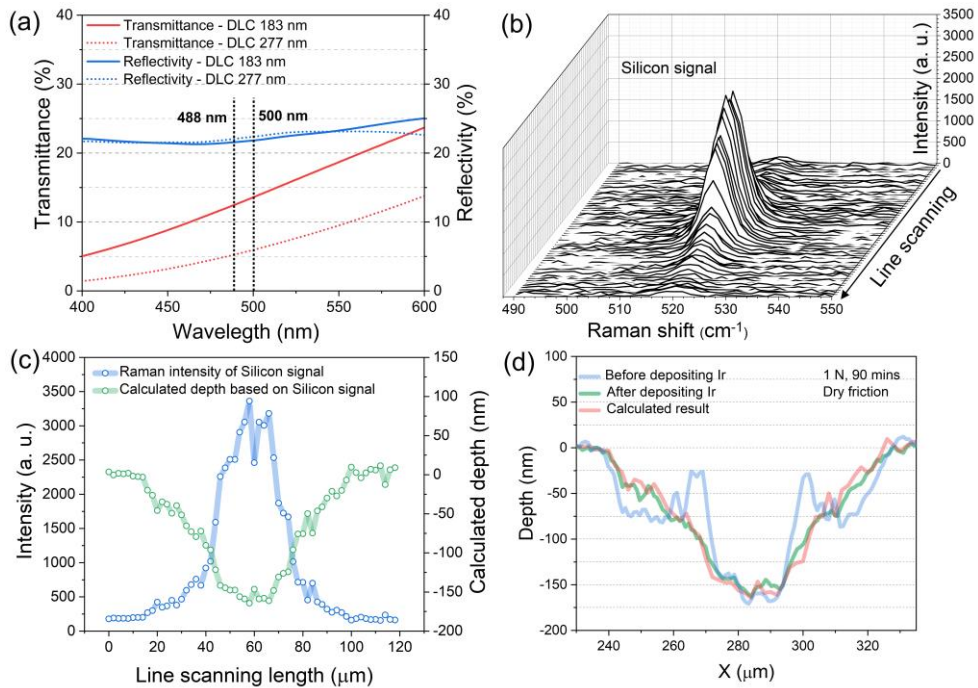 (a)
Transmittance - DLC 183 nm
Transmittance - DLC 277 nm
Reflectivity - DLC 183 nm
Reflectivity - DLC 277 nm
488 nm
500 nm
Transmittance (%)
40
30
20
10
0
Reflectivity (%)
40
30
20
10
0
400
450
500
550
600
Wavelegth (nm)
(b)
Silicon signal
Intensity (a. u.)
3500
3000
2500
2000
1500
1000
500
0
Line scanning
490
500
510
520
530
540
550
Raman shift (cm-1)
(c)
Raman intensity of Silicon signal
Calculated depth based on Silicon signal
Intensity (a. u.)
4000
3500
3000
2500
2000
1500
1000
500
0
Calculated depth (nm)
150
100
50
0
-50
-100
-150
-200
0
20
40
60
80
100
120
Line scanning length (μm)
(d)
Before depositing Ir
After depositing Ir
Calculated result
1 N, 90 mins
Dry friction
Depth (nm)
100
50
0
-50
-100
-150
-200
240
260
280
300
320
X (μm)